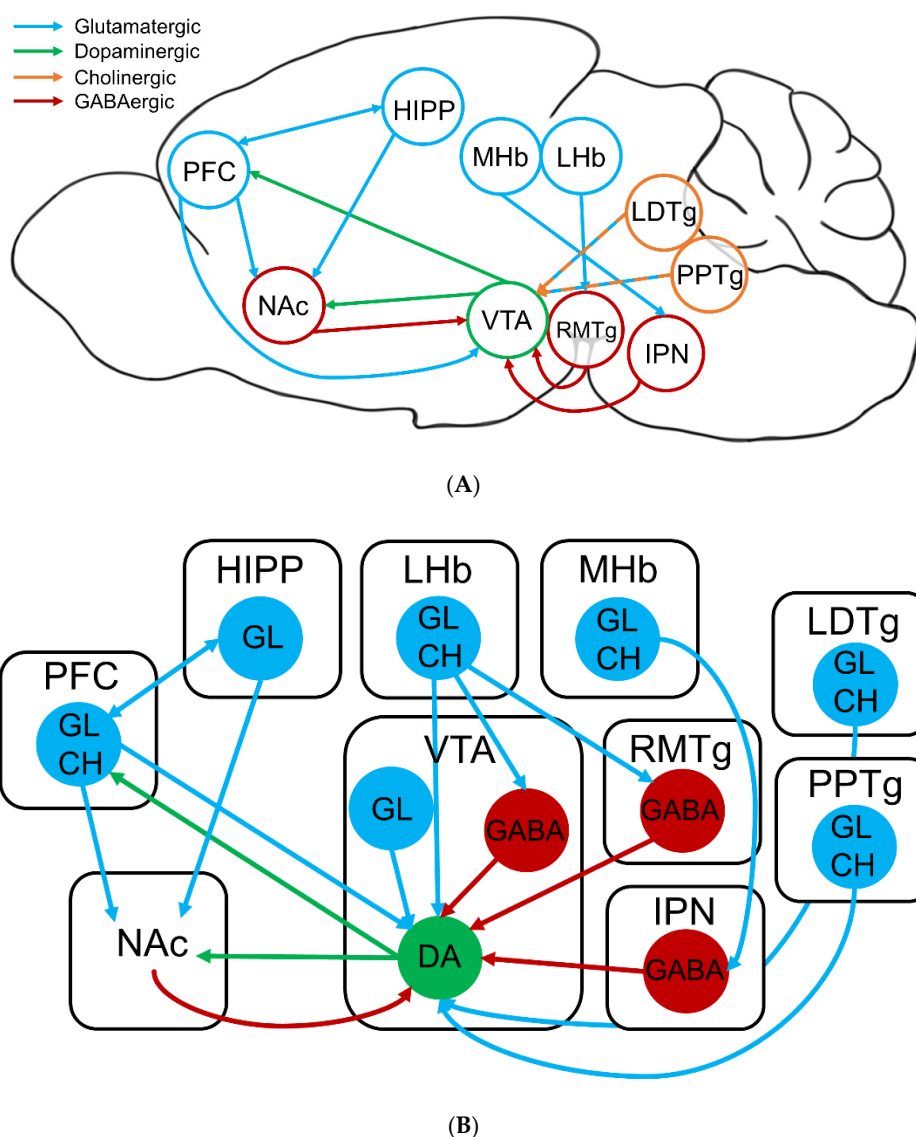 Glutamatergic
Dopaminergic
Cholinergic
GABAergic
HIPP
PFC
MHb
LHb
LDTg
PPTg
NAc
VTA
RMTg
IPN
(A)
HIPP
GL
LHb
GL
CH
MHb
GL
CH
LDTg
GL
CH
PFC
GL
CH
VTA
GL
GABA
RMTg
GABA
PPTg
GL
CH
NAc
DA
IPN
GABA
(B)